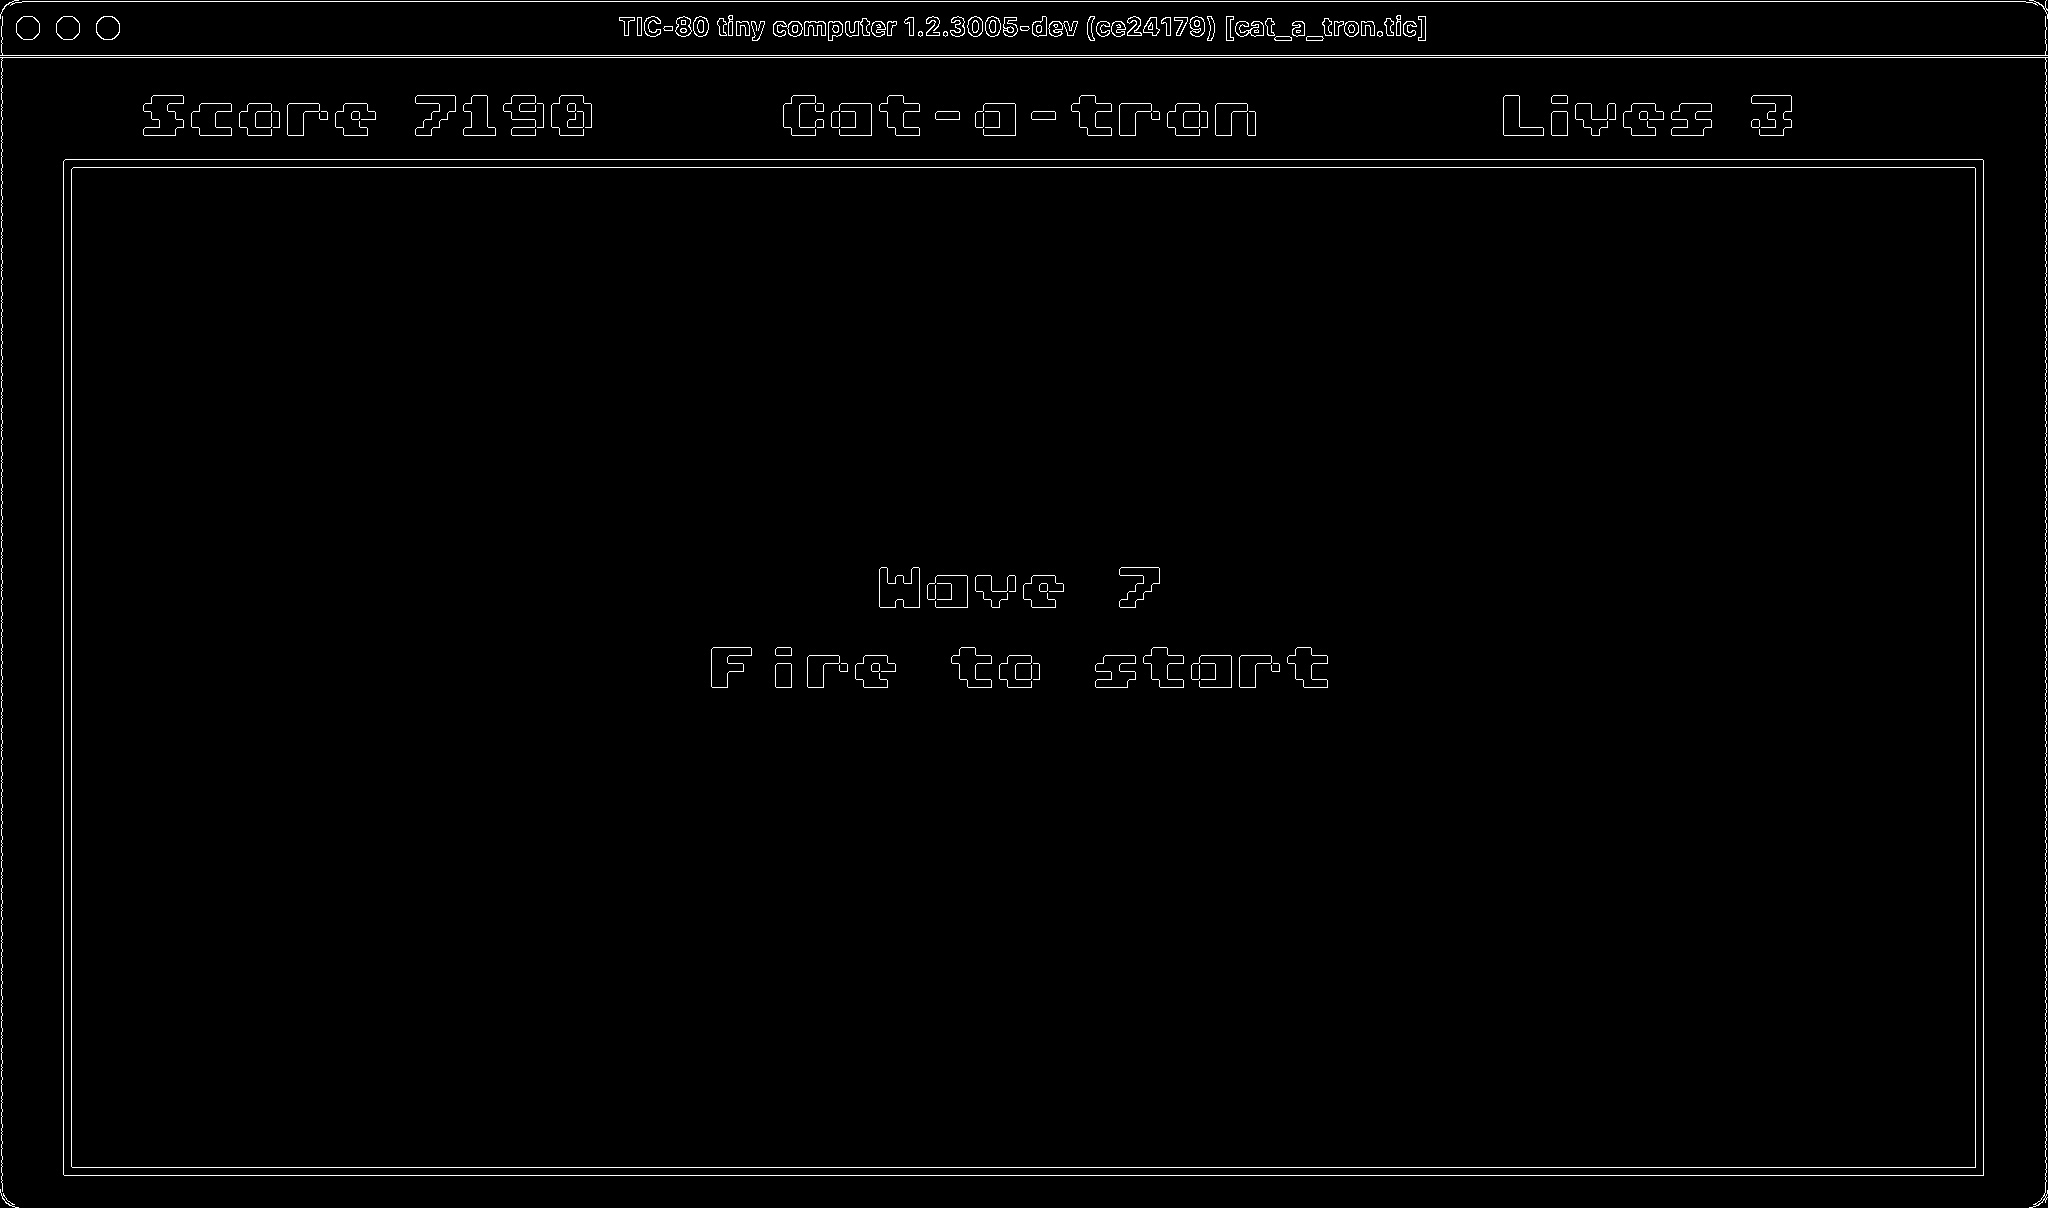 TIC-80 tiny computer 1.2.3005-dev (ce24179) [cat_a_tron.tic]
Score 7190 Cat-a-tron Lives 3
Wave 7
Fire to start